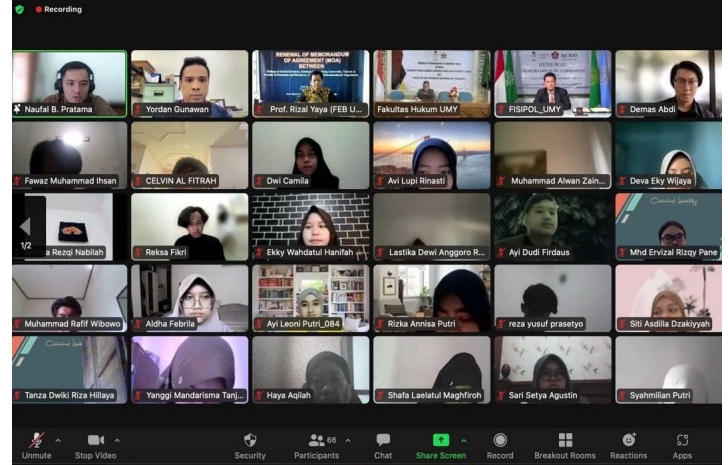 Recording
Naufal B. Pratama
Yordan Gunawan
RENEWAL OF MEMORANDUM
OF AGREEMENT (MOA)
BETWEEN
Prof. Rizal Yaya (FEB U...
Fakultas Hukum UMY
RENEWAL
FISIPOL_UMY
Demas Abdi
Fawaz Muhammad Ihsan
CELVIN AL FITRAH
Dwi Camila
Avi Lupi Rinasti
Muhammad Alwan Zain...
Deva Eky Wijaya
1/2
a Rezqi Nabilah
Reksa Fikri
Ekky Wahdatul Hanifah
Lastika Dewi Anggoro R...
Ayi Dudi Firdaus
Mhd Ervizal Rizqy Pane
Muhammad Rafif Wibowo
Aldha Febrila
Ayi Leoni Putri_084
Rizka Annisa Putri
reza yusuf prasetyo
Siti Asdilla Dzakiyyah
Tanza Dwiki Riza Hillaya
Yanggi Mandarisma Tanj...
Haya Aqilah
Shafa Laelatul Maghfiroh
Sari Setya Agustin
Syahmilian Putri
Unmute
Stop Video
Security
66
Participants
Chat
Share Screen
Record
Breakout Rooms
Reactions
Apps